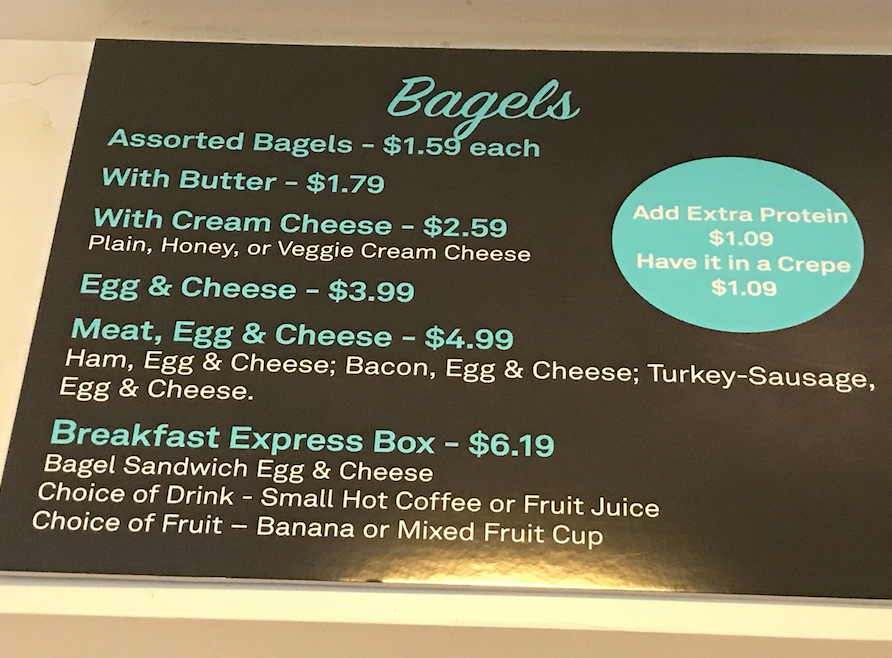 Bagels
Assorted Bagels – $1.59 each
With Butter – $1.79
With Cream Cheese – $2.59
Plain, Honey, or Veggie Cream Cheese
Egg & Cheese – $3.99
Meat, Egg & Cheese – $4.99
Ham, Egg & Cheese; Bacon, Egg & Cheese; Turkey-Sausage,
Egg & Cheese.
Breakfast Express Box – $6.19
Bagel Sandwich Egg & Cheese
Choice of Drink - Small Hot Coffee or Fruit Juice
Choice of Fruit – Banana or Mixed Fruit Cup
Add Extra Protein
$1.09
Have it in a Crepe
$1.09